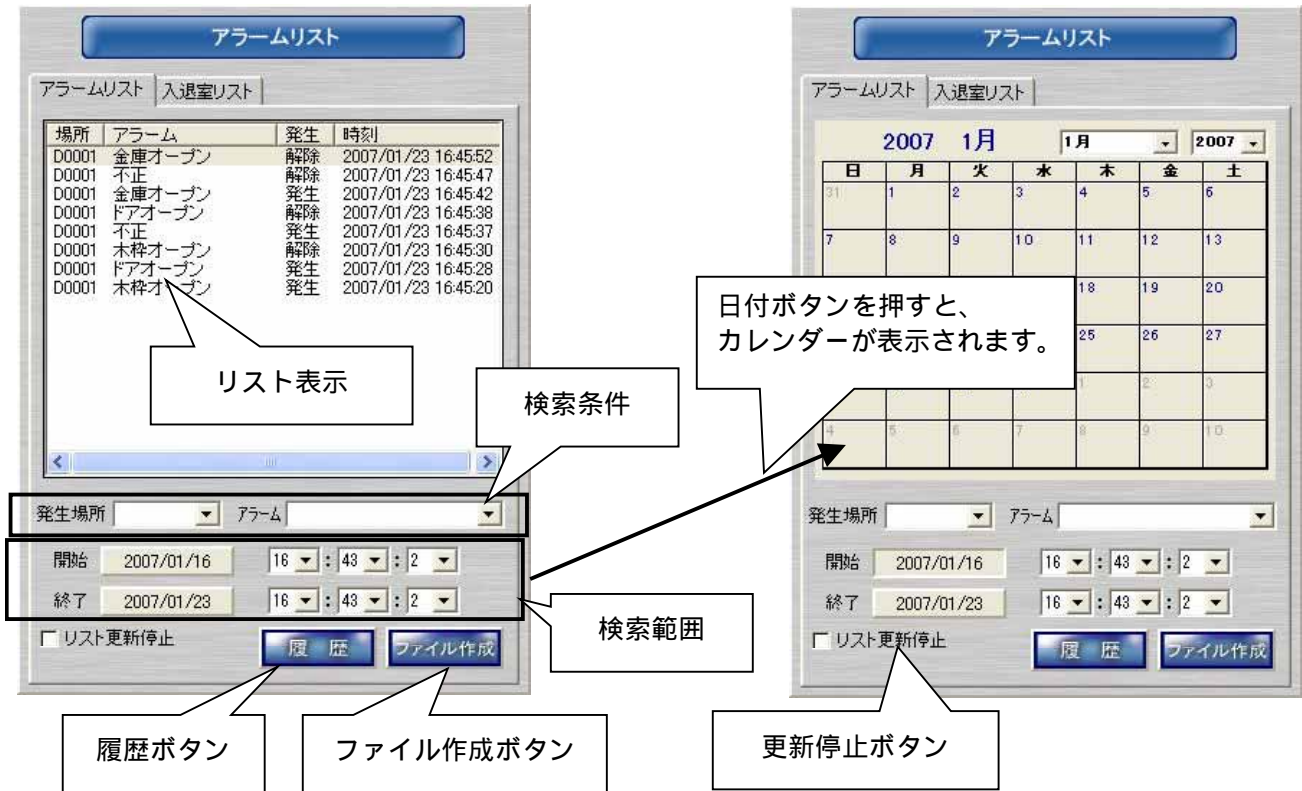 アラームリスト
アラームリスト 入退室リスト
場所 アラーム 発生 時刻
D0001 金庫オープン 解除 2007/01/23 16:45:52
D0001 不正 解除 2007/01/23 16:45:47
D0001 金庫オープン 発生 2007/01/23 16:45:42
D0001 ドアオープン 解除 2007/01/23 16:45:38
D0001 不正 発生 2007/01/23 16:45:37
D0001 木枠オープン 解除 2007/01/23 16:45:30
D0001 ドアオープン 発生 2007/01/23 16:45:28
D0001 木枠オープン 発生 2007/01/23 16:45:20
リスト表示
検索条件
発生場所 アラーム
開始 2007/01/16 16 : 43 : 2
終了 2007/01/23 16 : 43 : 2
検索範囲
リスト更新停止 履 歴 ファイル作成
履歴ボタン ファイル作成ボタン
アラームリスト
アラームリスト 入退室リスト
2007 1月 1月 2007
日 月 火 水 木 金 土
31 1 2 3 4 5 6
7 8 9 10 11 12 13
18 19 20
25 26 27
1 2 3
4 5 6 7 8 9 10
日付ボタンを押すと、
カレンダーが表示されます。
発生場所 アラーム
開始 2007/01/16 16 : 43 : 2
終了 2007/01/23 16 : 43 : 2
リスト更新停止 履 歴 ファイル作成
更新停止ボタン